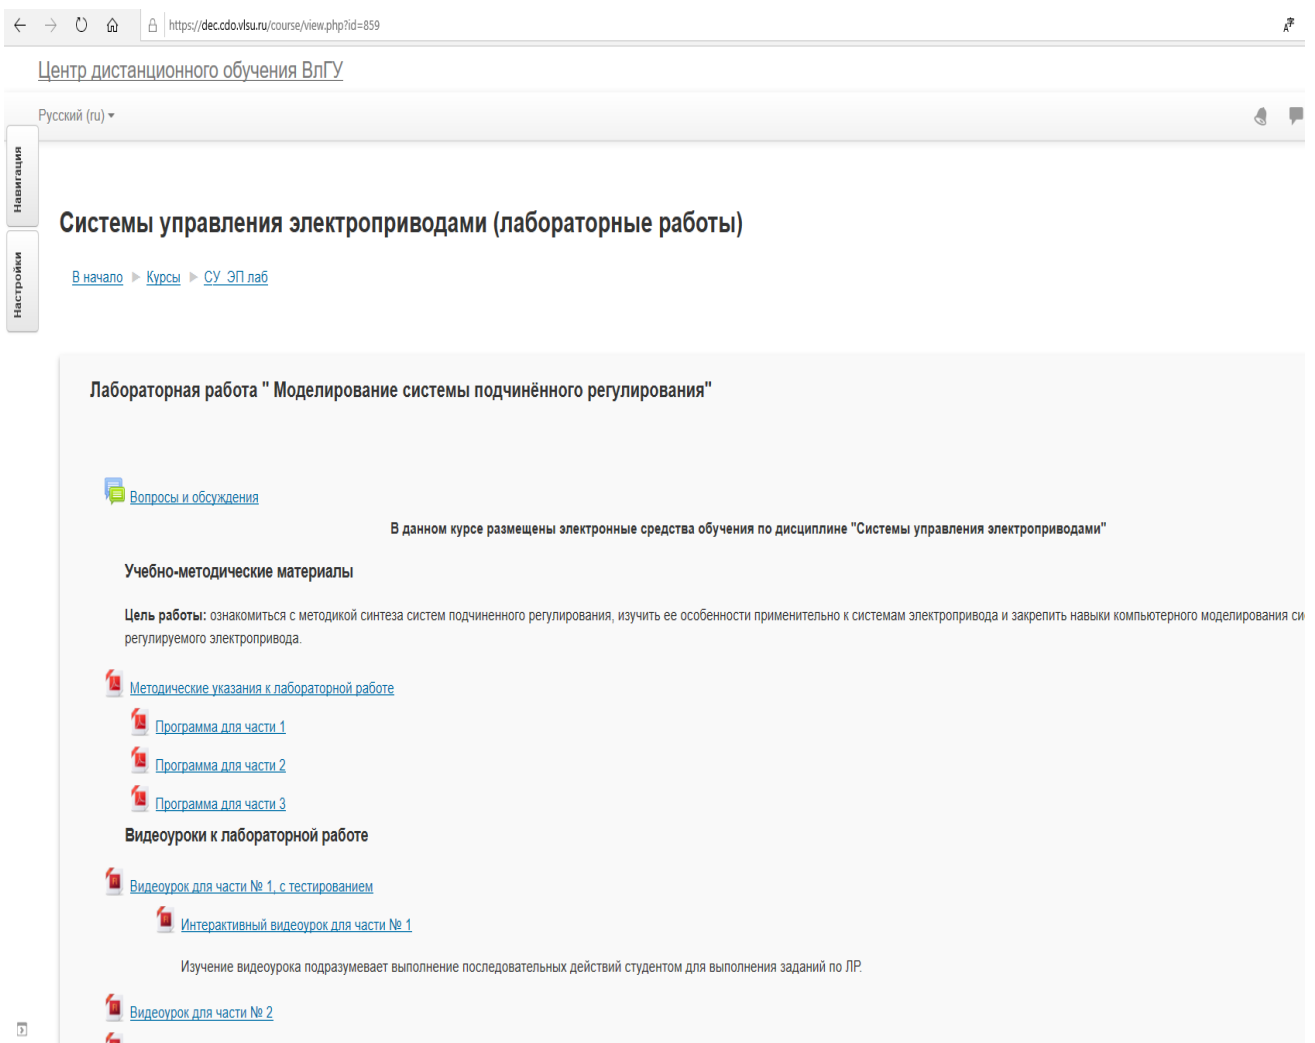 https://dec.cdo.vlsu.ru/course/view.php?id=859
Центр дистанционного обучения ВлГУ
Русский (ru)
Навигация
Настройки
Системы управления электроприводами (лабораторные работы)
В начало Курсы СУ_ЭП лаб
Лабораторная работа " Моделирование системы подчинённого регулирования"
Вопросы и обсуждения
В данном курсе размещены электронные средства обучения по дисциплине "Системы управления электроприводами"
Учебно-методические материалы
Цель работы: ознакомиться с методикой синтеза систем подчиненного регулирования, изучить ее особенности применительно к системам электропривода и закрепить навыки компьютерного моделирования си
регулируемого электропривода.
Методические указания к лабораторной работе
Программа для части 1
Программа для части 2
Программа для части 3
Видеоуроки к лабораторной работе
Видеоурок для части № 1, с тестированием
Интерактивный видеоурок для части № 1
Изучение видеоурока подразумевает выполнение последовательных действий студентом для выполнения заданий по ЛР.
Видеоурок для части № 2